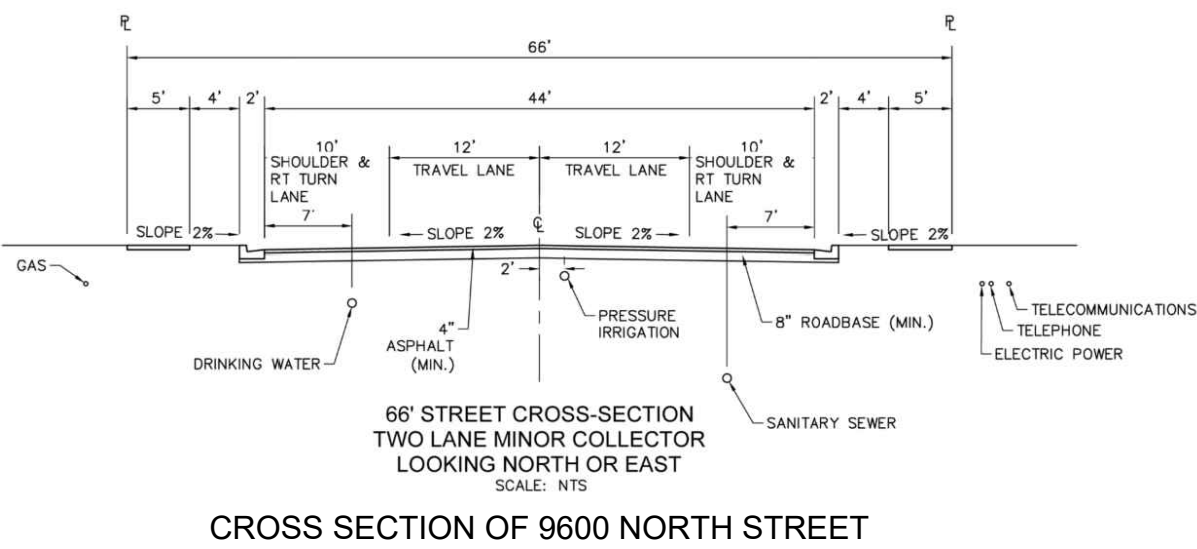 ℄ ℄
66'
5' 4' 2' 44' 2' 4' 5'
10' 12' 12' 10'
SHOULDER & RT TURN LANE
TRAVEL LANE
TRAVEL LANE
SHOULDER & RT TURN LANE
7' 7'
℄
SLOPE 2% SLOPE 2% SLOPE 2% SLOPE 2%
GAS
2'
DRINKING WATER
4" ASPHALT (MIN.)
PRESSURE IRRIGATION
8" ROADBASE (MIN.)
TELECOMMUNICATIONS
TELEPHONE
ELECTRIC POWER
SANITARY SEWER
66' STREET CROSS-SECTION
TWO LANE MINOR COLLECTOR
LOOKING NORTH OR EAST
SCALE: NTS
CROSS SECTION OF 9600 NORTH STREET